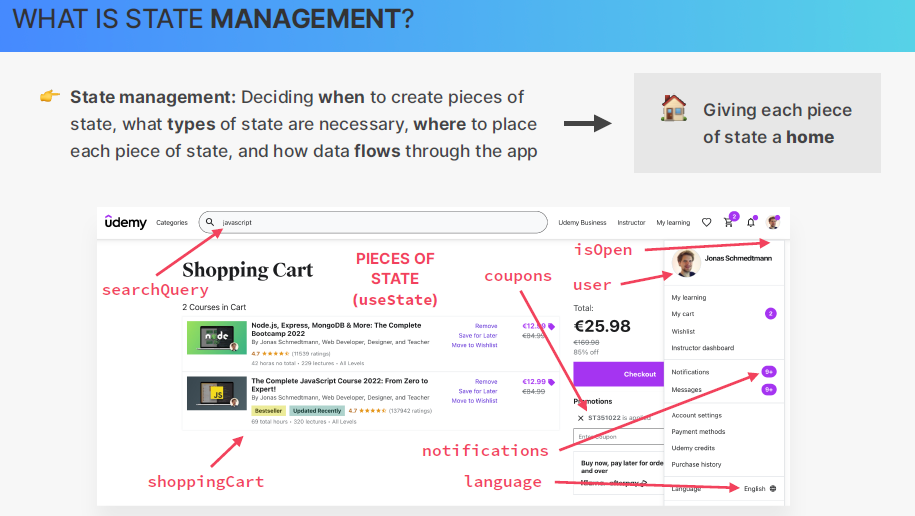 WHAT IS STATE MANAGEMENT?
State management: Deciding when to create pieces of
state, what types of state are necessary, where to place
each piece of state, and how data flows through the app
Giving each piece
of state a home
udemy
Categories
javascript
Udemy Business
Instructor
My learning
2
Shopping Cart
searchQuery
2 Courses in Cart
PIECES OF
STATE
(useState)
coupons
isOpen
user
Jonas Schmedtmann
Node.js, Express, MongoDB & More: The Complete
Bootcamp 2022
By Jonas Schmedtmann, Web Developer, Designer, and Teacher
4.7 (11539 ratings)
42 horas no total • 229 lectures • All Levels
Remove
Save for Later
Move to Wishlist
€12.99
€84.99
The Complete JavaScript Course 2022: From Zero to
Expert!
By Jonas Schmedtmann, Web Developer, Designer, and Teacher
Bestseller
Updated Recently
4.7 (137942 ratings)
69 total hours • 320 lectures • All Levels
Remove
Save for Later
Move to Wishlist
€12.99
€84.99
Total:
€25.98
€169.98
85% off
Checkout
Promotions
ST351022 is applied
Enter Coupon
Buy now, pay later for orde
and over
Klarna afterpay
My learning
My cart
2
Wishlist
Instructor dashboard
Notifications
9+
Messages
9+
Account settings
Payment methods
Udemy credits
Purchase history
Language
English
notifications
language
shoppingCart